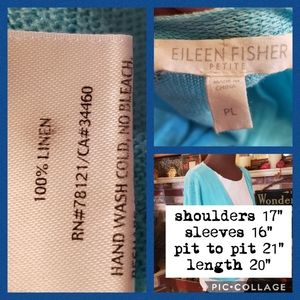 100% LINEN
RN#78121/CA#34460
HAND WASH COLD, NO BLEACH,
EILEEN FISHER
PETITE
MADE IN
CHINA
PL
Wonder
shoulders 17"
sleeves 16"
pit to pit 21"
length 20"
PIC•COLLAGE